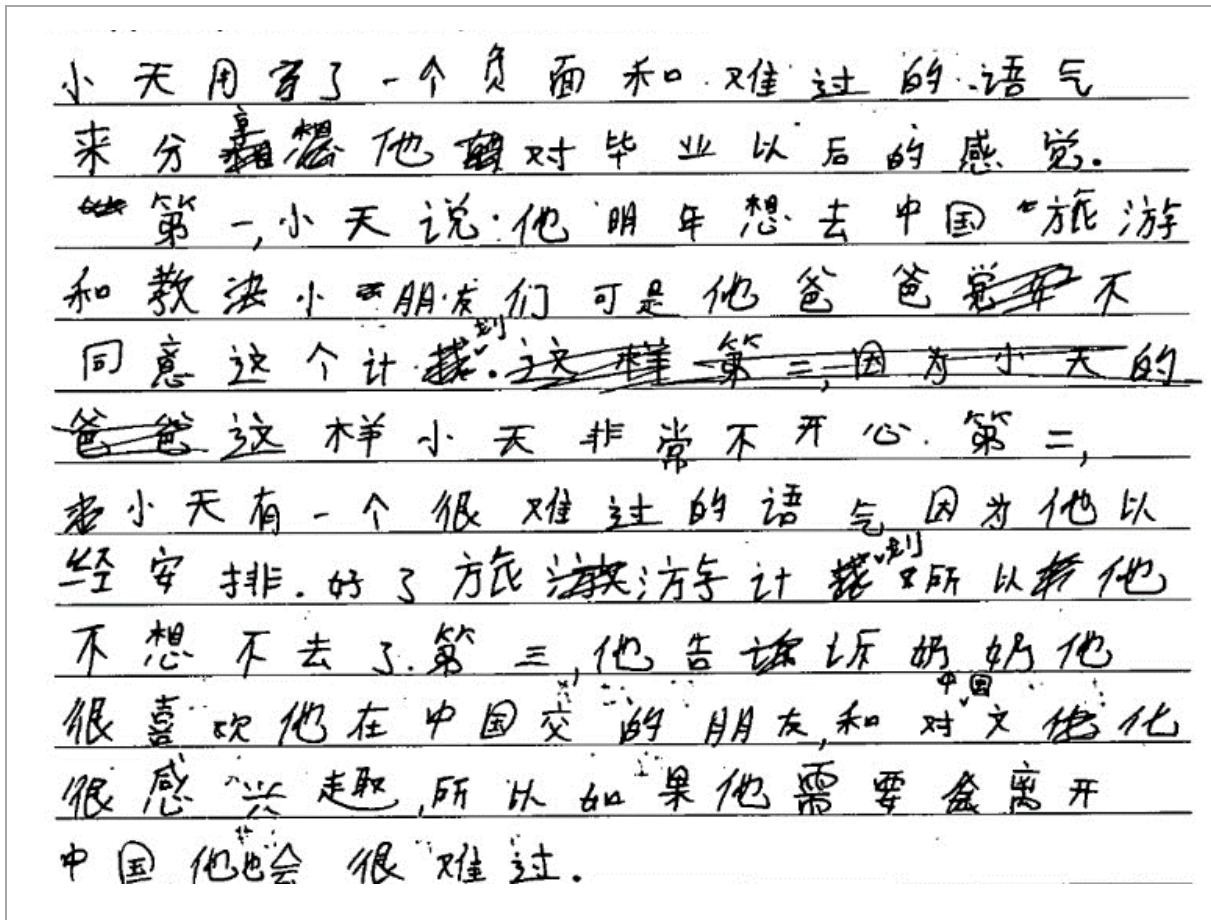 小天用了一个负面和难过的语气
来分享想他对毕业以后的感觉.
第一,小天说他明年想去中国旅游
和教小朋友们可是他爸爸不
同意这个计划.
这样小天非常不开心.第二,
小天有一个很难过的语气因为他以
经安排.好了旅游计划所以他
不想不去了.第三,他告诉奶奶他
很喜欢他在中国交的朋友,和对中国文化
很感兴趣,所以如果他需要离开
中国他也会很难过.